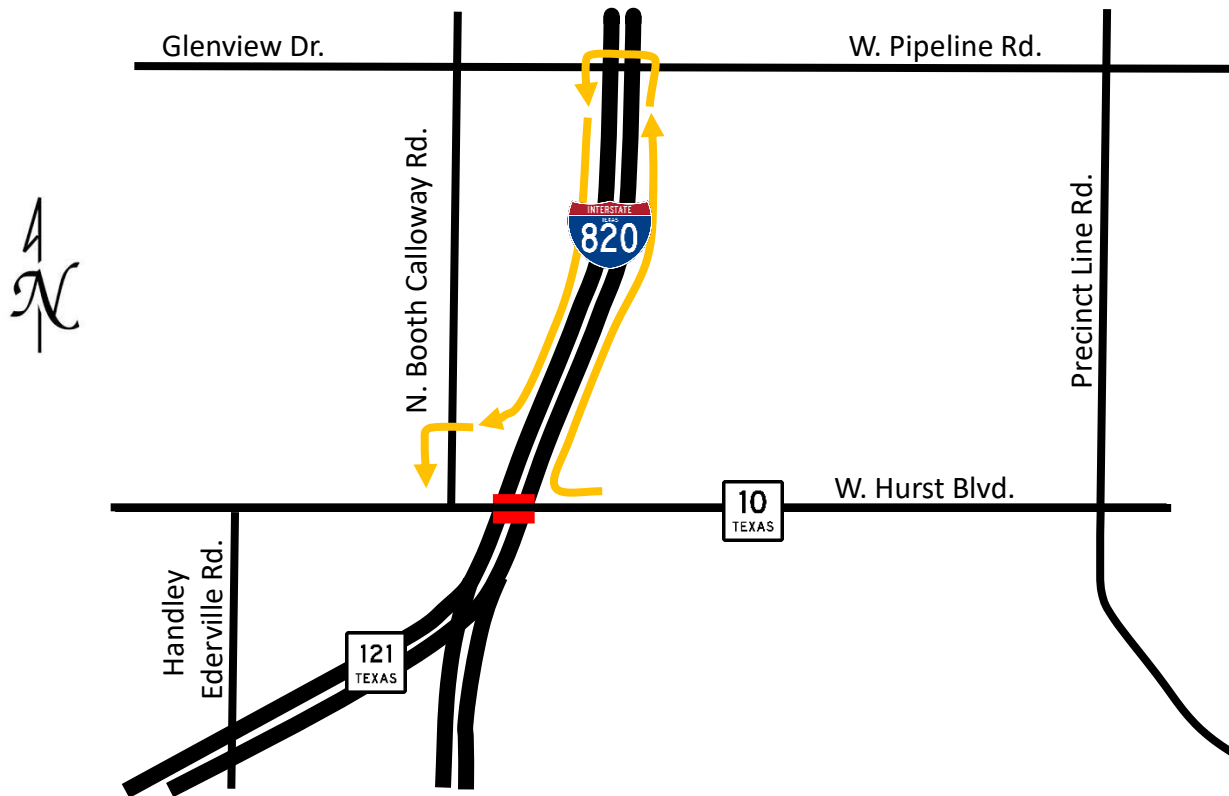 Glenview Dr.
W. Pipeline Rd.
N. Booth Calloway Rd.
INTERSTATE
TEXAS
820
Precinct Line Rd.
N
W. Hurst Blvd.
10
TEXAS
Handley
Ederville Rd.
121
TEXAS